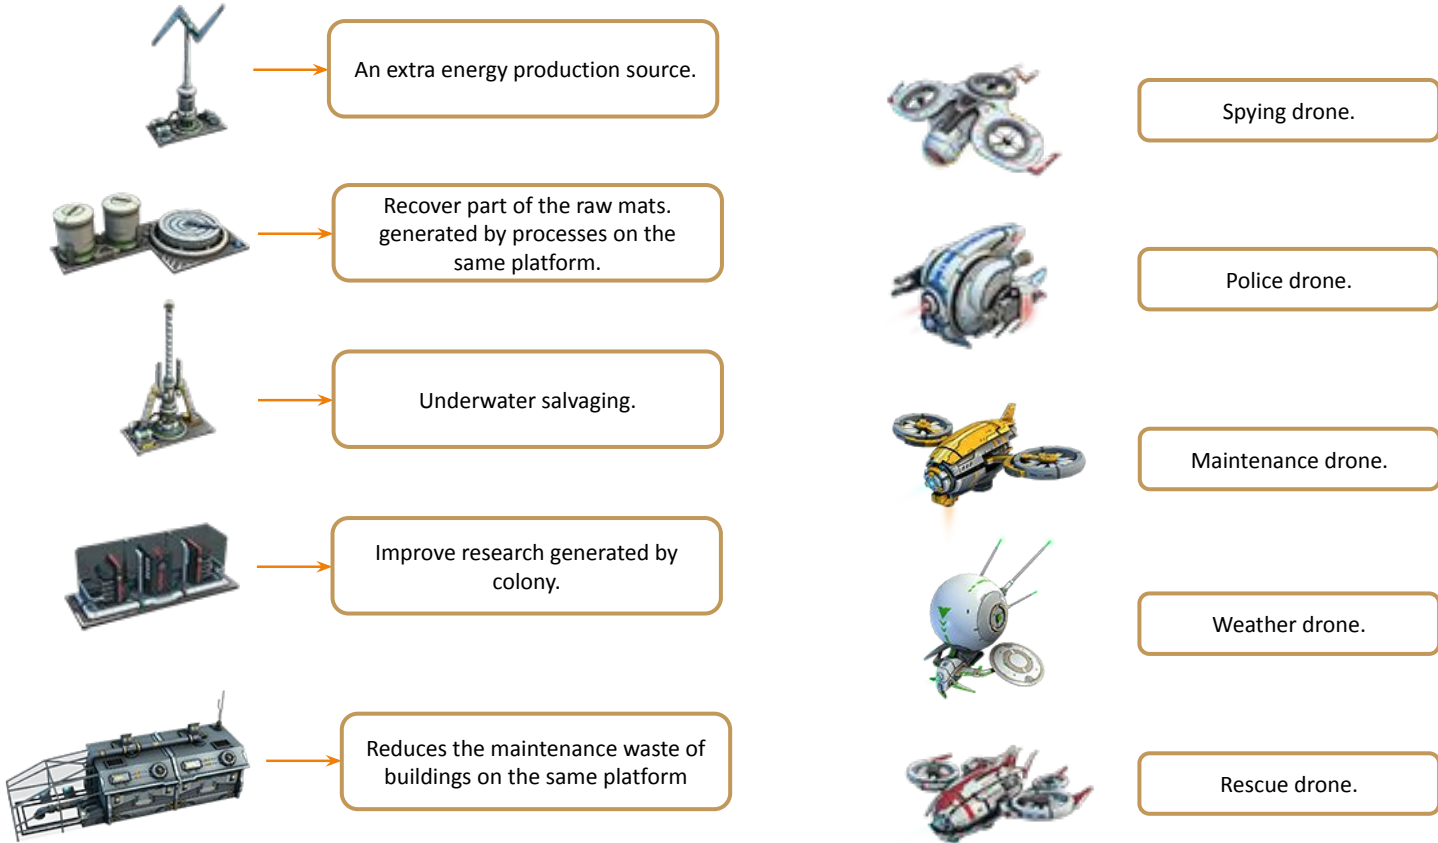 An extra energy production source.
Recover part of the raw mats.
generated by processes on the
same platform.
Underwater salvaging.
Improve research generated by
colony.
Reduces the maintenance waste of
buildings on the same platform
Spying drone.
Police drone.
Maintenance drone.
Weather drone.
Rescue drone.